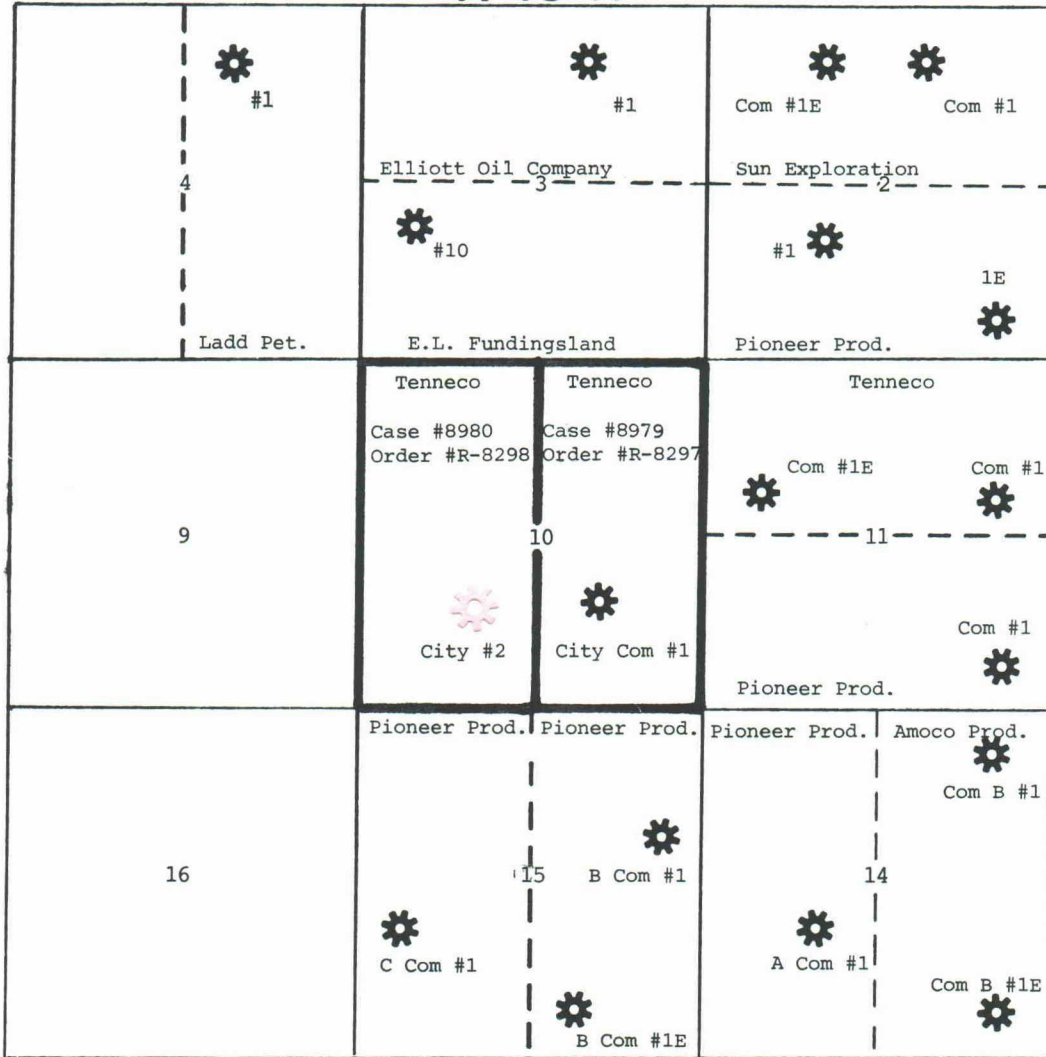 #1
#1
Com #1E
Com #1
4
Elliott Oil Company
3
Sun Exploration
2
#10
#1
1E
Ladd Pet.
E.L. Fundingsland
Pioneer Prod.
Tenneco
Tenneco
Tenneco
Case #8980
Case #8979
Order #R-8298
Order #R-8297
Com #1E
Com #1
9
10
11
City #2
City Com #1
Com #1
Pioneer Prod.
Pioneer Prod.
Pioneer Prod.
Pioneer Prod.
Amoco Prod.
Com B #1
16
15
B Com #1
14
C Com #1
A Com #1
Com B #1E
B Com #1E